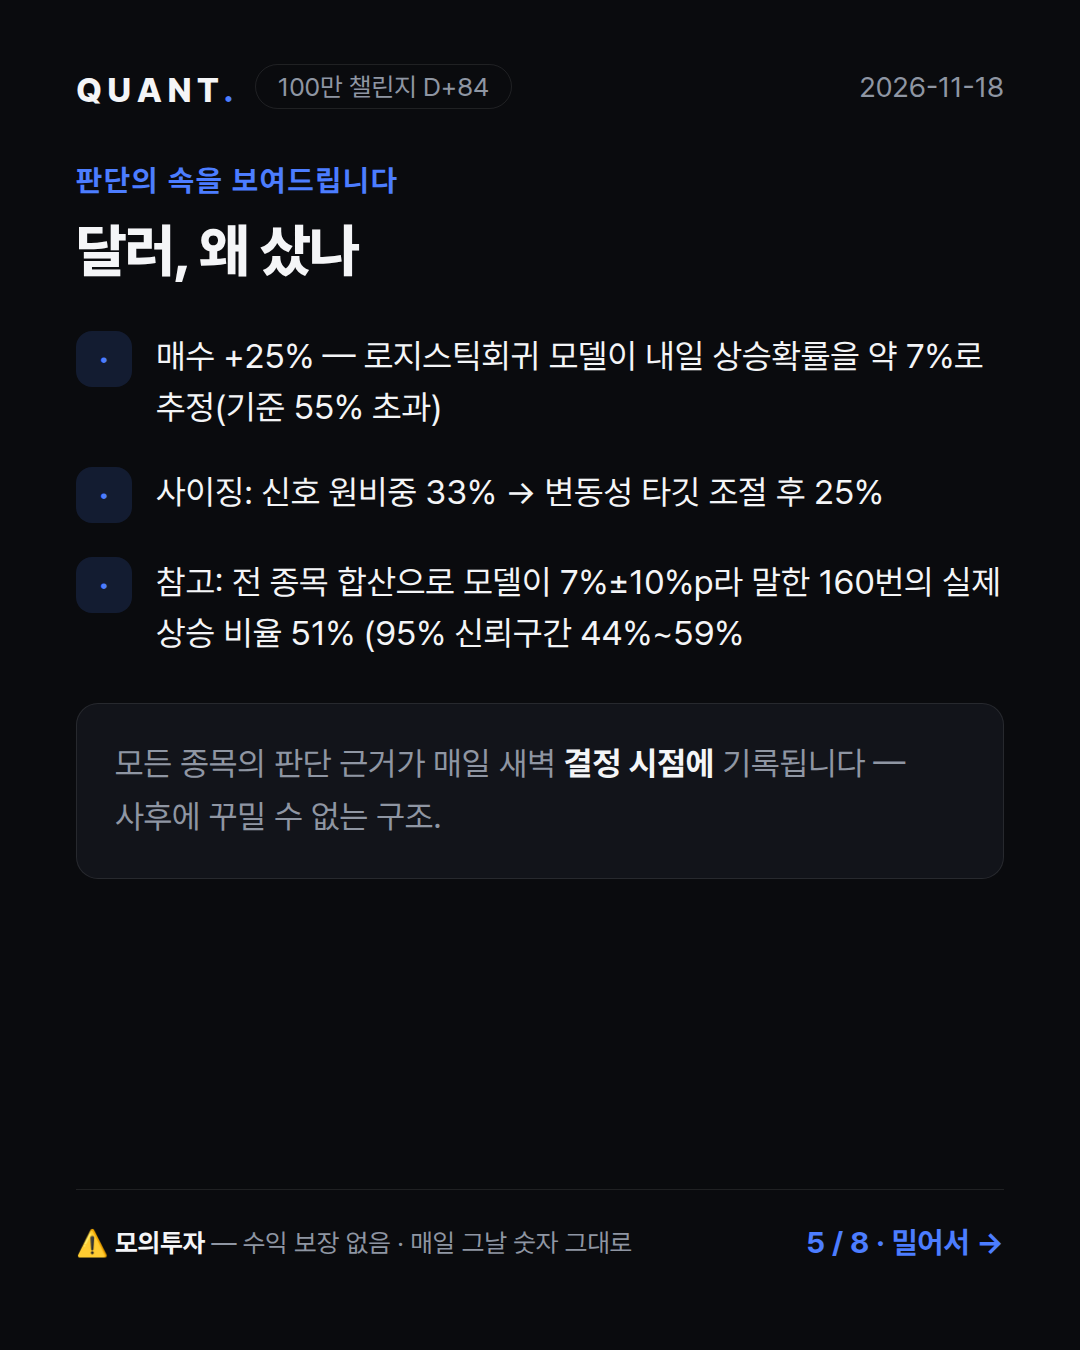 QUANT.
100만 챌린지 D+84
2026-11-18
판단의 속을 보여드립니다
달러, 왜 샀나
· 매수 +25% — 로지스틱회귀 모델이 내일 상승확률을 약 7%로
추정(기준 55% 초과)
· 사이징: 신호 원비중 33% → 변동성 타깃 조절 후 25%
· 참고: 전 종목 합산으로 모델이 7%±10%p라 말한 160번의 실제
상승 비율 51% (95% 신뢰구간 44%~59%
모든 종목의 판단 근거가 매일 새벽 결정 시점에 기록됩니다 —
사후에 꾸밀 수 없는 구조.
⚠️ 모의투자 — 수익 보장 없음 · 매일 그날 숫자 그대로
5 / 8 · 밀어서 →